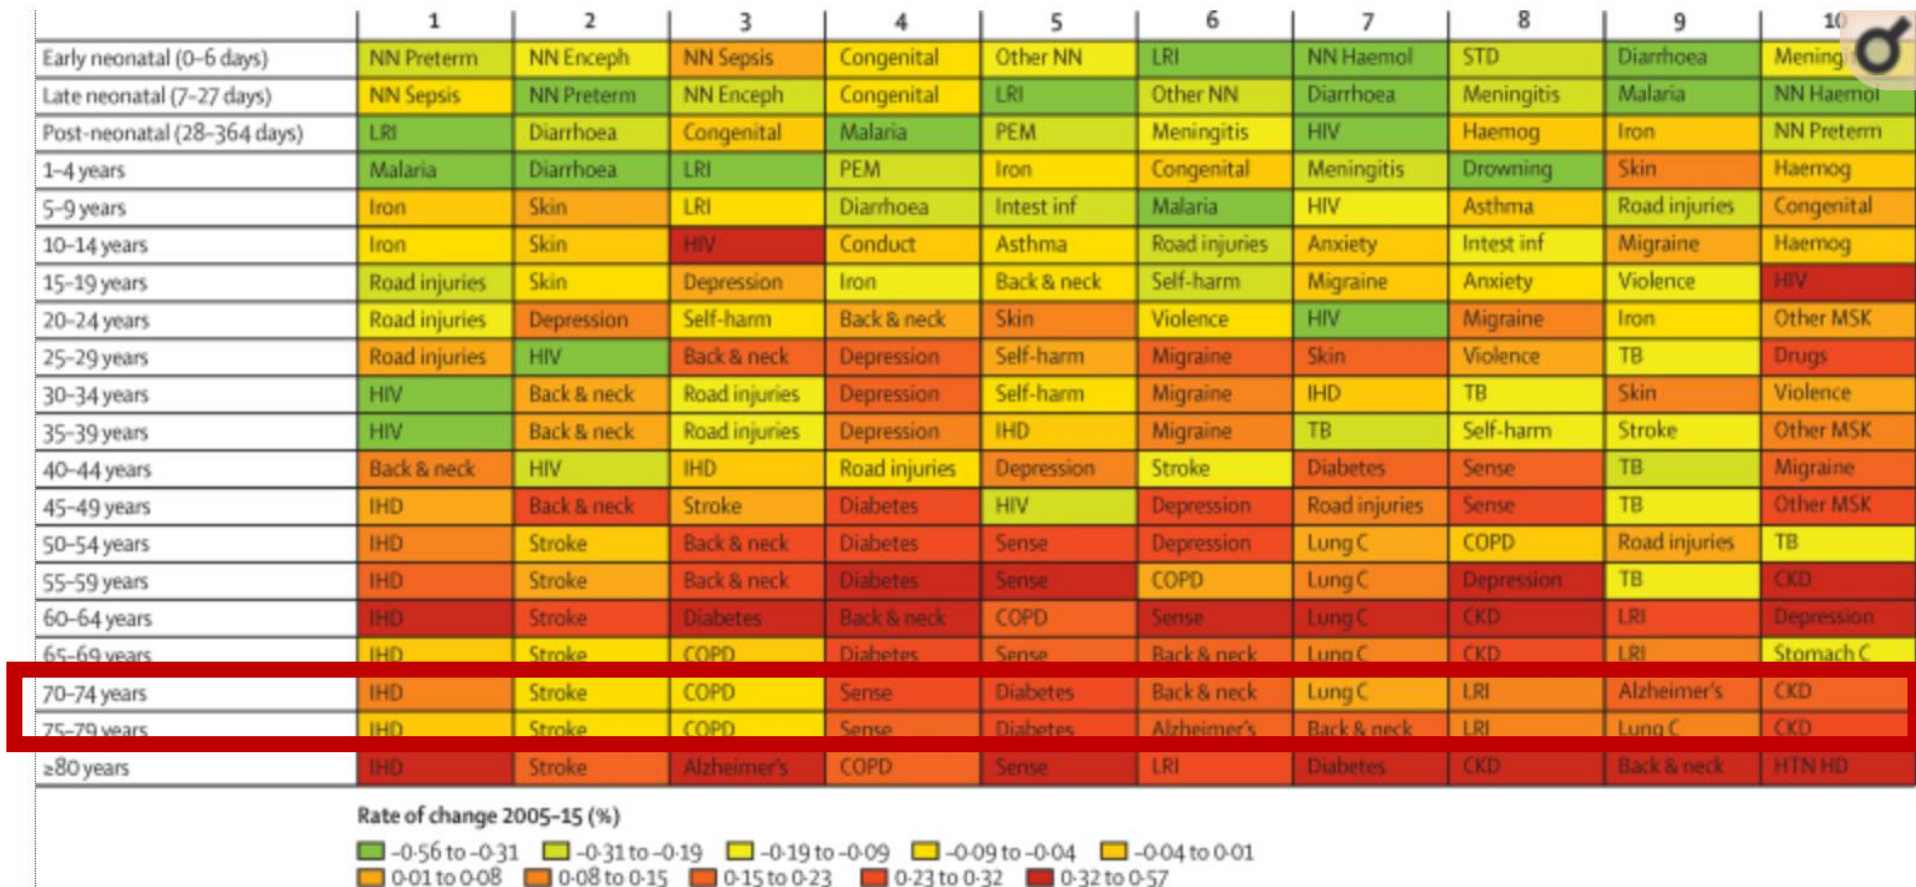 1 2 3 4 5 6 7 8 9 10
Early neonatal (0–6 days) NN Preterm NN Enceph NN Sepsis Congenital Other NN LRI NN Haemol STD Diarrhoea Mening
Late neonatal (7–27 days) NN Sepsis NN Preterm NN Enceph Congenital LRI Other NN Diarrhoea Meningitis Malaria NN Haemol
Post-neonatal (28–364 days) LRI Diarrhoea Congenital Malaria PEM Meningitis HIV Haemog Iron NN Preterm
1–4 years Malaria Diarrhoea LRI PEM Iron Congenital Meningitis Drowning Skin Haemog
5–9 years Iron Skin LRI Diarrhoea Intest inf Malaria HIV Asthma Road injuries Congenital
10–14 years Iron Skin HIV Conduct Asthma Road injuries Anxiety Intest inf Migraine Haemog
15–19 years Road injuries Skin Depression Iron Back & neck Self-harm Migraine Anxiety Violence HIV
20–24 years Road injuries Depression Self-harm Back & neck Skin Violence HIV Migraine Iron Other MSK
25–29 years Road injuries HIV Back & neck Depression Self-harm Migraine Skin Violence TB Drugs
30–34 years HIV Back & neck Road injuries Depression Self-harm Migraine IHD TB Skin Violence
35–39 years HIV Back & neck Road injuries Depression IHD Migraine TB Self-harm Stroke Other MSK
40–44 years Back & neck HIV IHD Road injuries Depression Stroke Diabetes Sense TB Migraine
45–49 years IHD Back & neck Stroke Diabetes HIV Depression Road injuries Sense TB Other MSK
50–54 years IHD Stroke Back & neck Diabetes Sense Depression Lung C COPD Road injuries TB
55–59 years IHD Stroke Back & neck Diabetes Sense COPD Lung C Depression TB CKD
60–64 years IHD Stroke Diabetes Back & neck COPD Sense Lung C CKD LRI Depression
65–69 years IHD Stroke COPD Diabetes Sense Back & neck Lung C CKD LRI Stomach C
70–74 years IHD Stroke COPD Sense Diabetes Back & neck Lung C LRI Alzheimer's CKD
75–79 years IHD Stroke COPD Sense Diabetes Alzheimer's Back & neck LRI Lung C CKD
≥80 years IHD Stroke Alzheimer's COPD Sense LRI Diabetes CKD Back & neck HTN HD
Rate of change 2005–15 (%)
–0·56 to –0·31 –0·31 to –0·19 –0·19 to –0·09 –0·09 to –0·04 –0·04 to 0·01
0·01 to 0·08 0·08 to 0·15 0·15 to 0·23 0·23 to 0·32 0·32 to 0·57